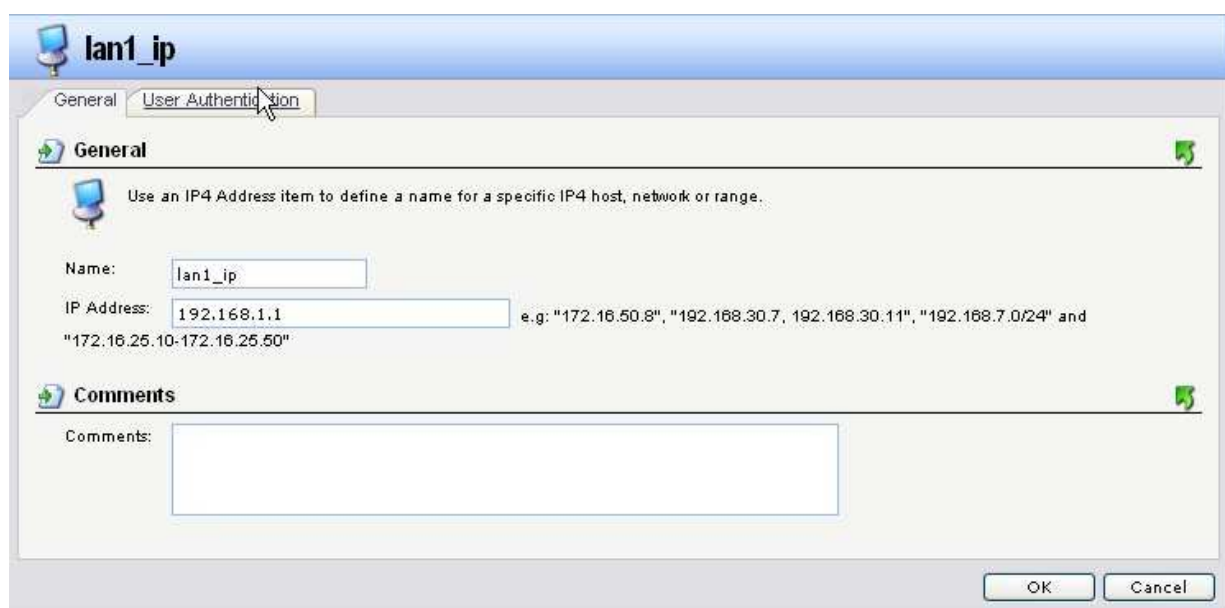 lan1_ip
General User Authentication
General
Use an IP4 Address item to define a name for a specific IP4 host, network or range.
Name: lan1_ip
IP Address: 192.168.1.1 e.g: "172.16.50.8", "192.168.30.7, 192.168.30.11", "192.168.7.0/24" and
"172.16.25.10-172.16.25.50"
Comments
Comments:
OK Cancel